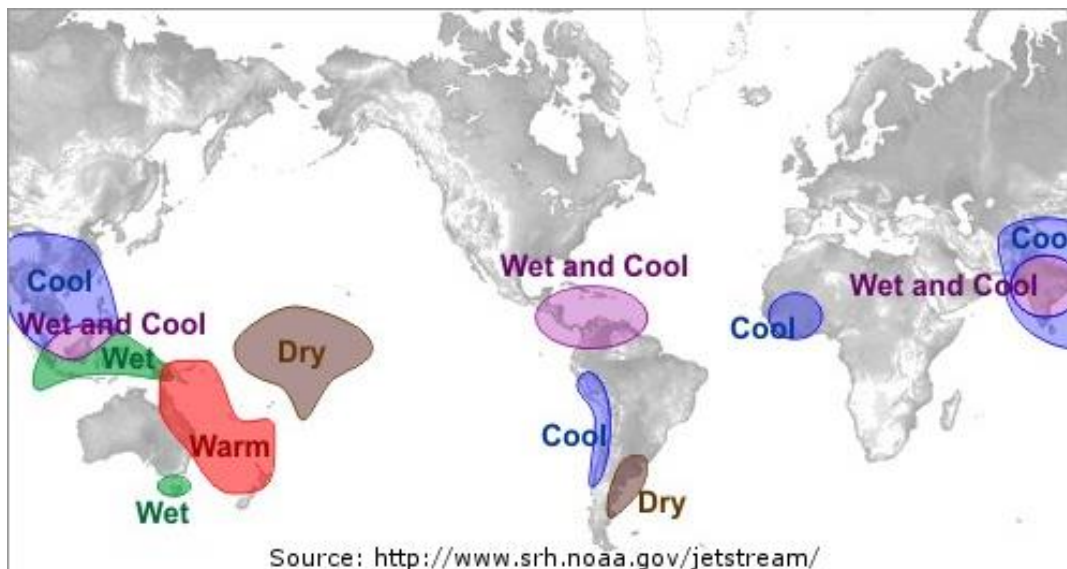 Cool
Wet and Cool
Wet
Warm
Wet
Dry
Wet and Cool
Cool
Dry
Cool
Wet and Cool
Cool
Source: http://www.srh.noaa.gov/jetstream/